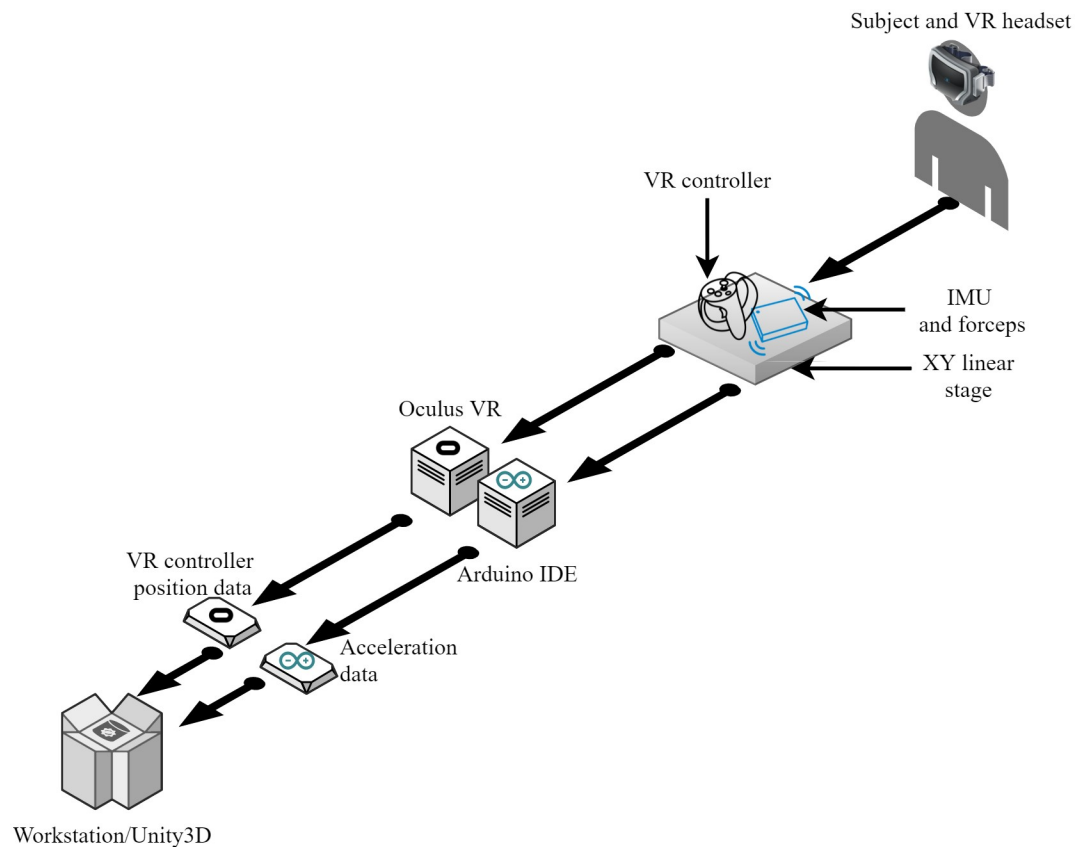 Subject and VR headset
VR controller
IMU
and forceps
XY linear
stage
Oculus VR
Arduino IDE
VR controller
position data
Acceleration
data
Workstation/Unity3D